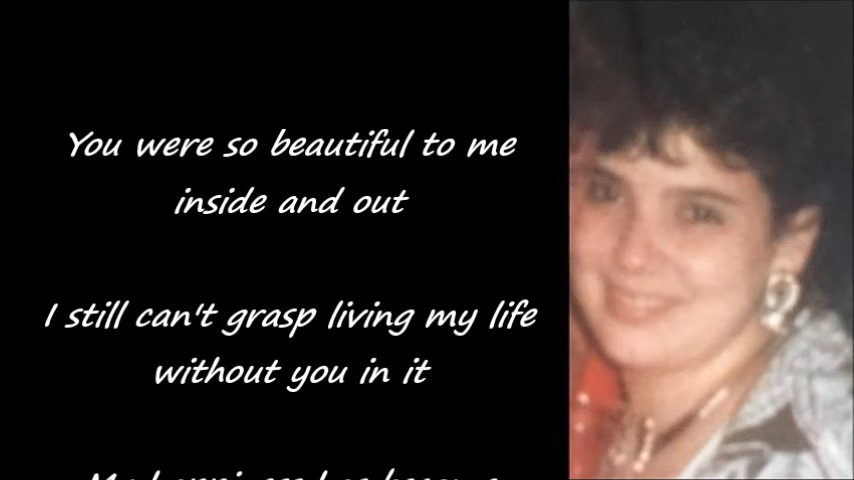 You were so beautiful to me
inside and out
I still can't grasp living my life
without you in it